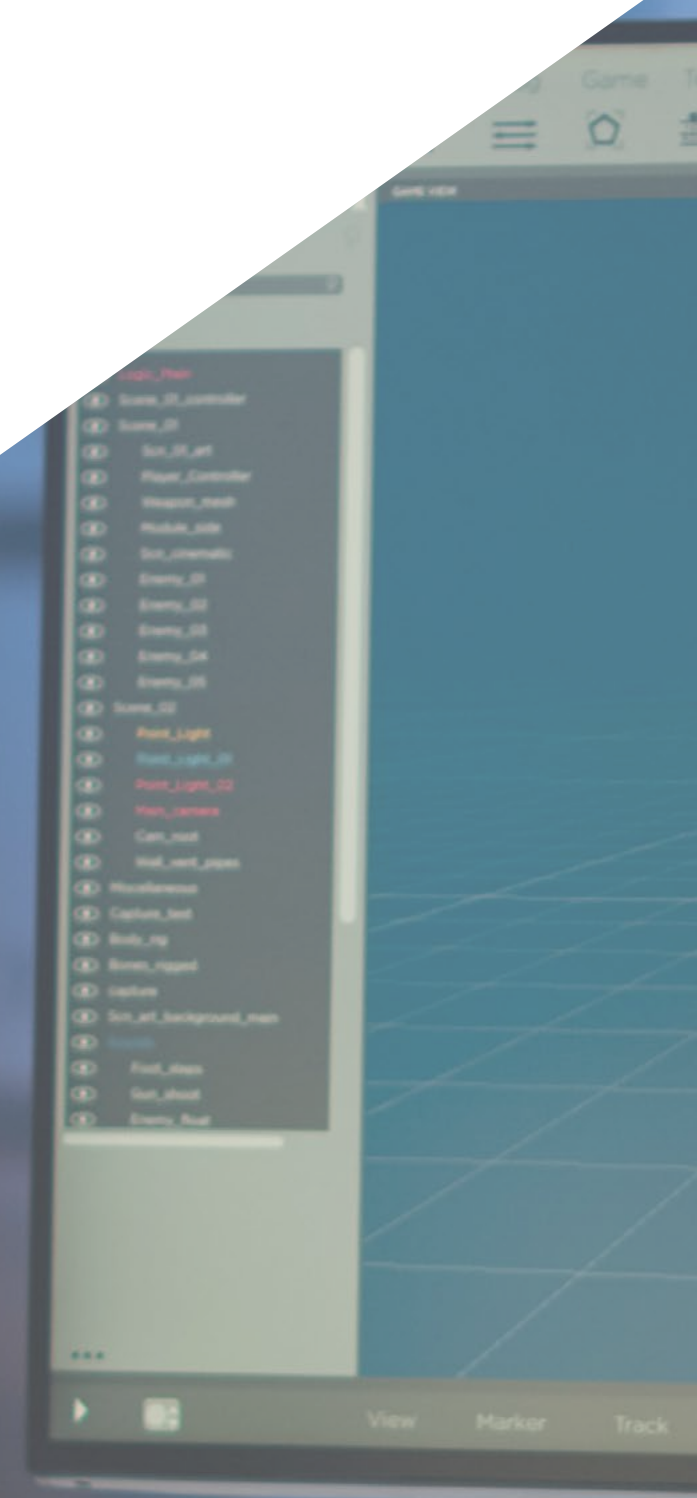 Game
GAME VIEW
Logic_Main
Scene_01_controller
Scene_01
Scn_01_art
Player_Controller
Weapon_mesh
Module_side
Scn_cinematic
Enemy_01
Enemy_02
Enemy_03
Enemy_04
Enemy_05
Scene_02
Point_Light
Point_Light_01
Point_Light_02
Main_camera
Cam_root
Wall_vent_pipes
Miscellaneous
Capture_test
Body_rig
Bones_rigged
capture
Scn_art_background_main
Foot_steps
Gun_shoot
Enemy_float
View Marker Track